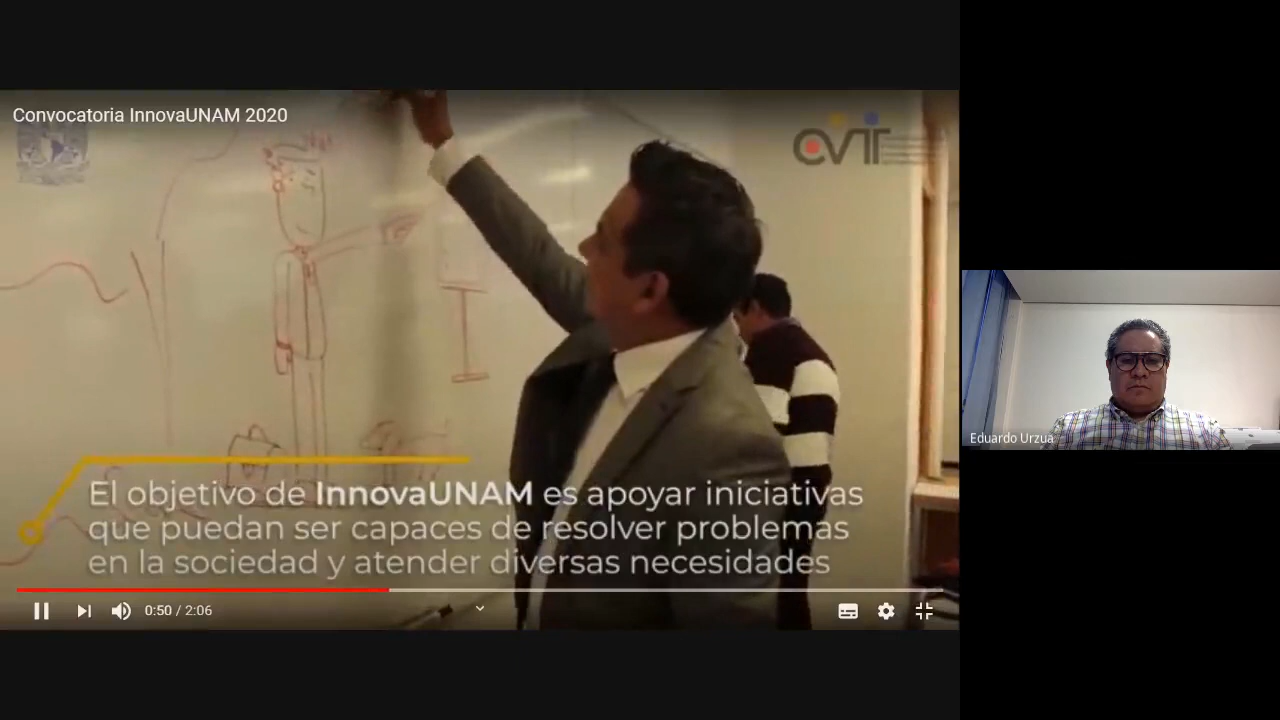 Convocatoria InnovaUNAM 2020
CVTT
El objetivo de InnovaUNAM es apoyar iniciativas
que puedan ser capaces de resolver problemas
en la sociedad y atender diversas necesidades
0:50 / 2:06
Eduardo Urzua